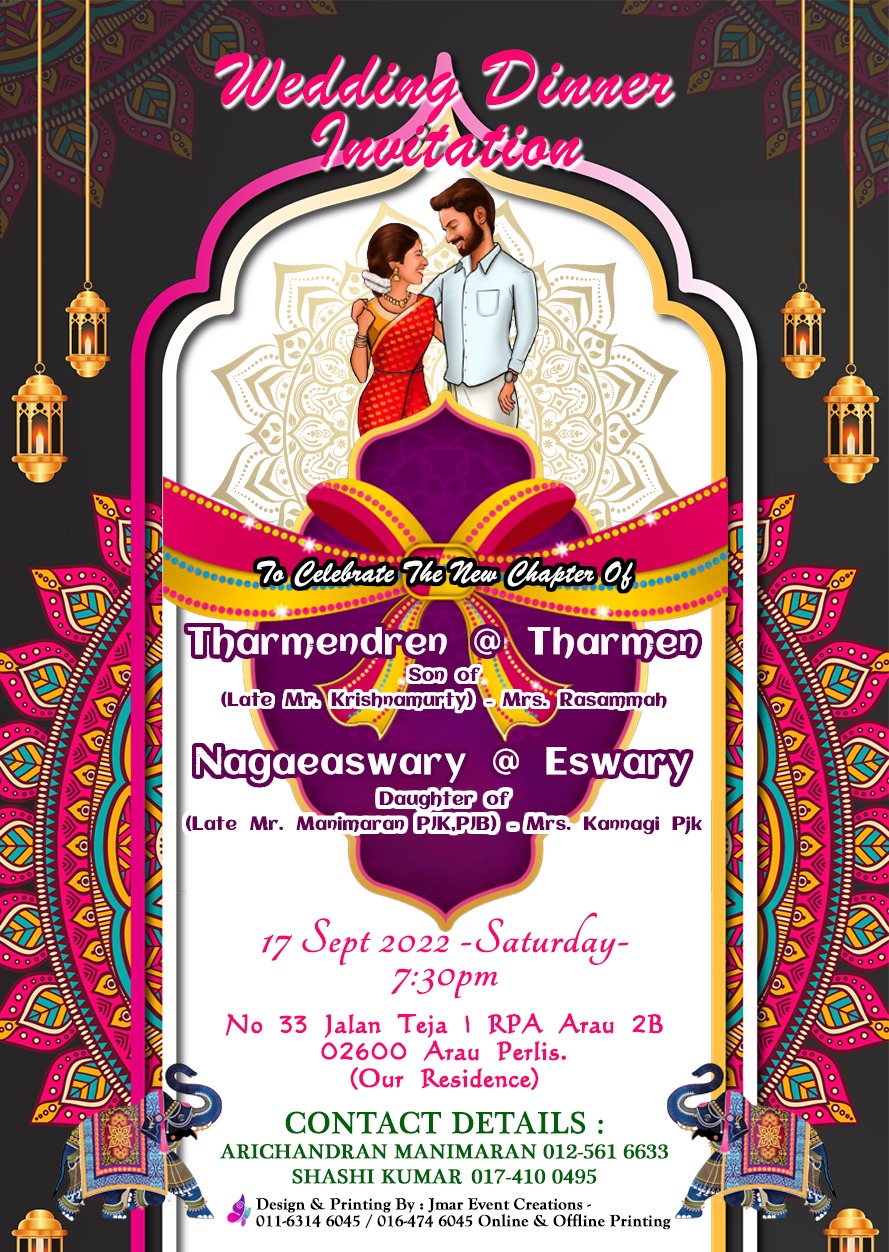 Wedding Dinner
Invitation
To Celebrate The New Chapter Of
Tharmendren @ Tharmen
Son of
(Late Mr. Krishnamurty) - Mrs. Rasammah
Nagaeaswary @ Eswary
Daughter of
(Late Mr. Manimaran PJK,PJB) - Mrs. Kannagi Pjk
17 Sept 2022 -Saturday-
7:30pm
No 33 Jalan Teja 1 RPA Arau 2B
02600 Arau Perlis.
(Our Residence)
CONTACT DETAILS :
ARICHANDRAN MANIMARAN 012-561 6633
SHASHI KUMAR 017-410 0495
Design & Printing By : Jmar Event Creations -
011-6314 6045 / 016-474 6045 Online & Offline Printing